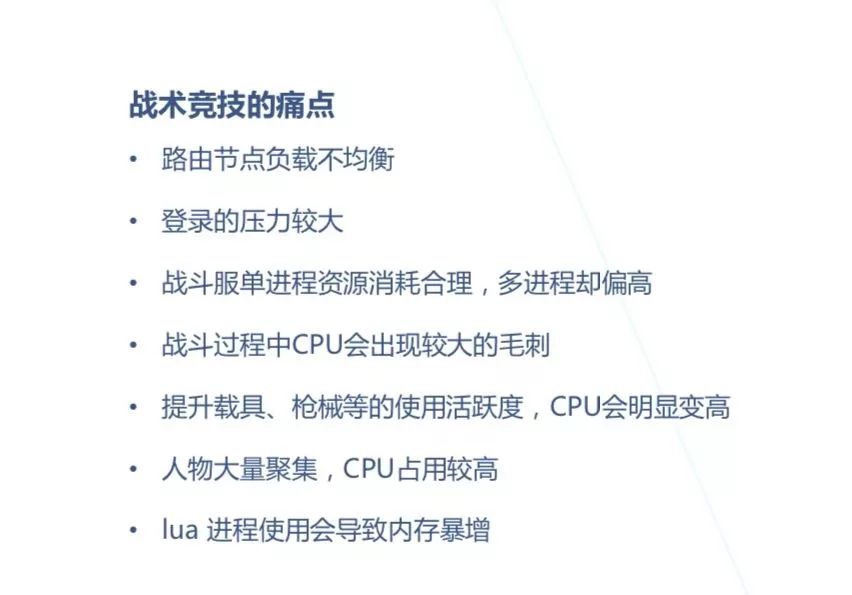 战术竞技的痛点
• 路由节点负载不均衡
• 登录的压力较大
• 战斗服单进程资源消耗合理，多进程却偏高
• 战斗过程中CPU会出现较大的毛刺
• 提升载具、枪械等的使用活跃度，CPU会明显变高
• 人物大量聚集，CPU占用较高
• lua 进程使用会导致内存暴增